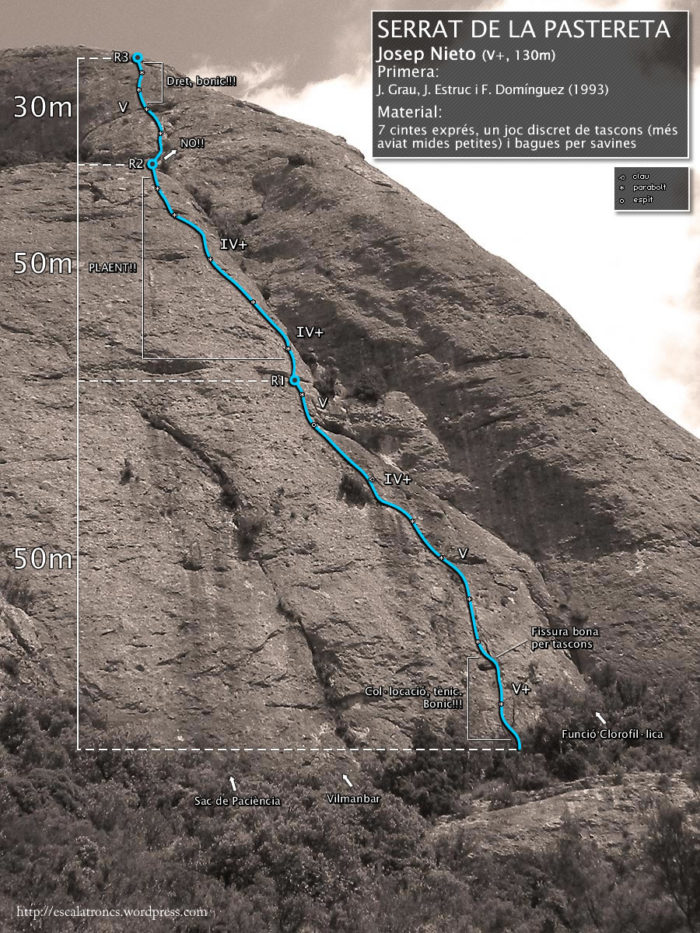 SERRAT DE LA PASTERETA
Josep Nieto (V+, 130m)
Primera:
J. Grau, J. Estruc i F. Domínguez (1993)
Material:
7 cintes exprés, un joc discret de tascons (més
aviat mides petites) i bagues per savines
clau
parabolt
espit
R3
Dret, bonic!!!
30m
V
NO!!
R2
IV+
50m
PLAENT!!
IV+
R1
V
IV+
50m
V
Fissura bona
per tascons
Col·locació, tècnic.
Bonic!!!
V+
Funció Clorofíl·lica
Sac de Paciència
Vilmanbar
http://escalatroncs.wordpress.com